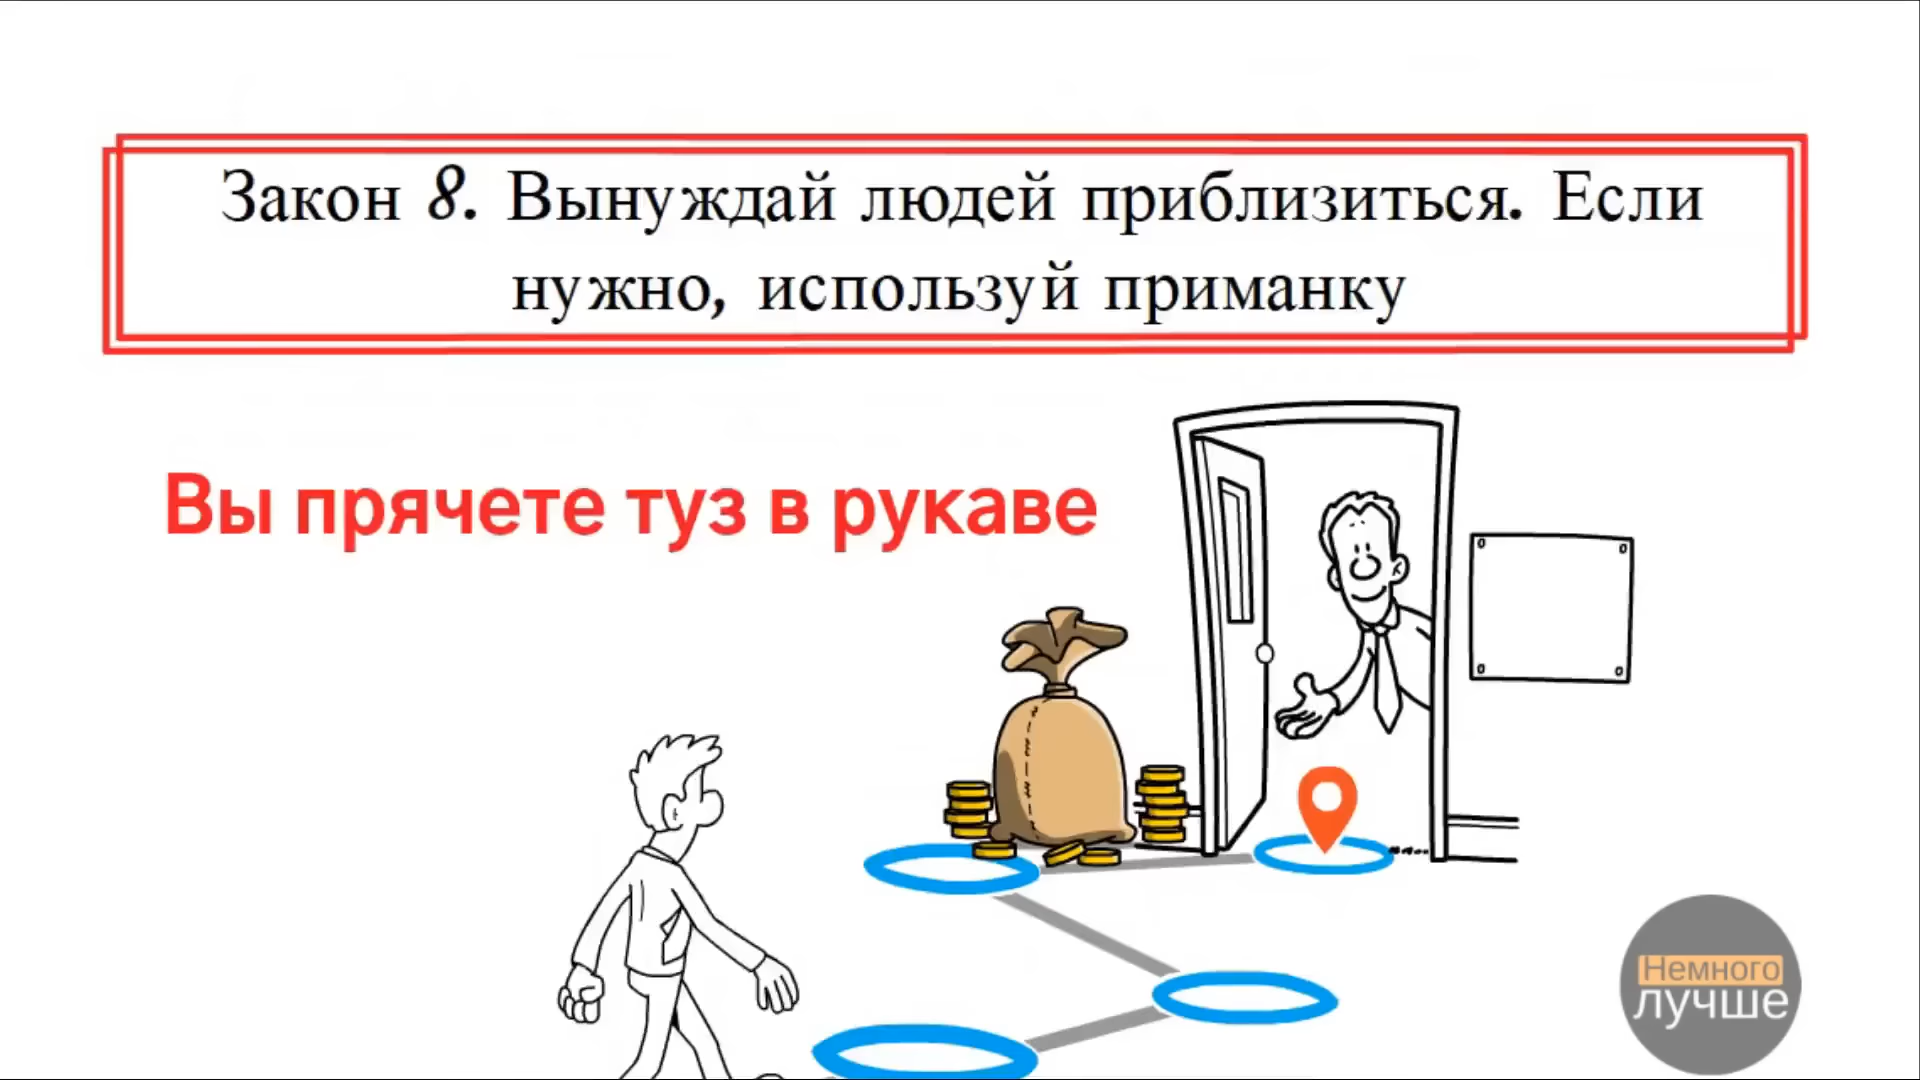 Закон 8. Вынуждай людей приблизиться. Если
нужно, используй приманку
Вы прячете туз в рукаве
Немного
лучше